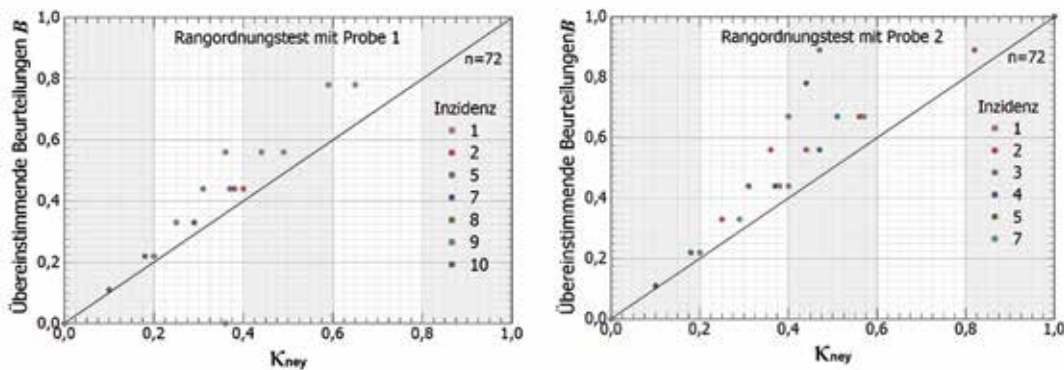 Rangordnungstest mit Probe 1
n=72
Übereinstimmende Beurteilungen B
1,0
0,8
0,6
0,4
0,2
0,0
Inzidenz
1
2
5
7
8
9
10
0,0 0,2 0,4 0,6 0,8 1,0
Κney
Rangordnungstest mit Probe 2
n=72
Übereinstimmende Beurteilungen B
1,0
0,8
0,6
0,4
0,2
0,0
Inzidenz
1
2
3
4
5
7
0,0 0,2 0,4 0,6 0,8 1,0
Κney